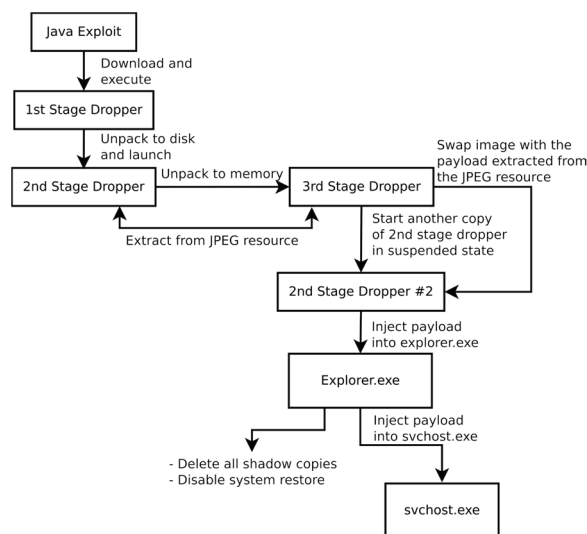 Java Exploit
Download and
execute
1st Stage Dropper
Unpack to disk
and launch
2nd Stage Dropper
Unpack to memory
3rd Stage Dropper
Swap image with the
payload extracted from
the JPEG resource
Extract from JPEG resource
Start another copy
of 2nd stage dropper
in suspended state
2nd Stage Dropper #2
Inject payload
into explorer.exe
Explorer.exe
Inject payload
into svchost.exe
- Delete all shadow copies
- Disable system restore
svchost.exe